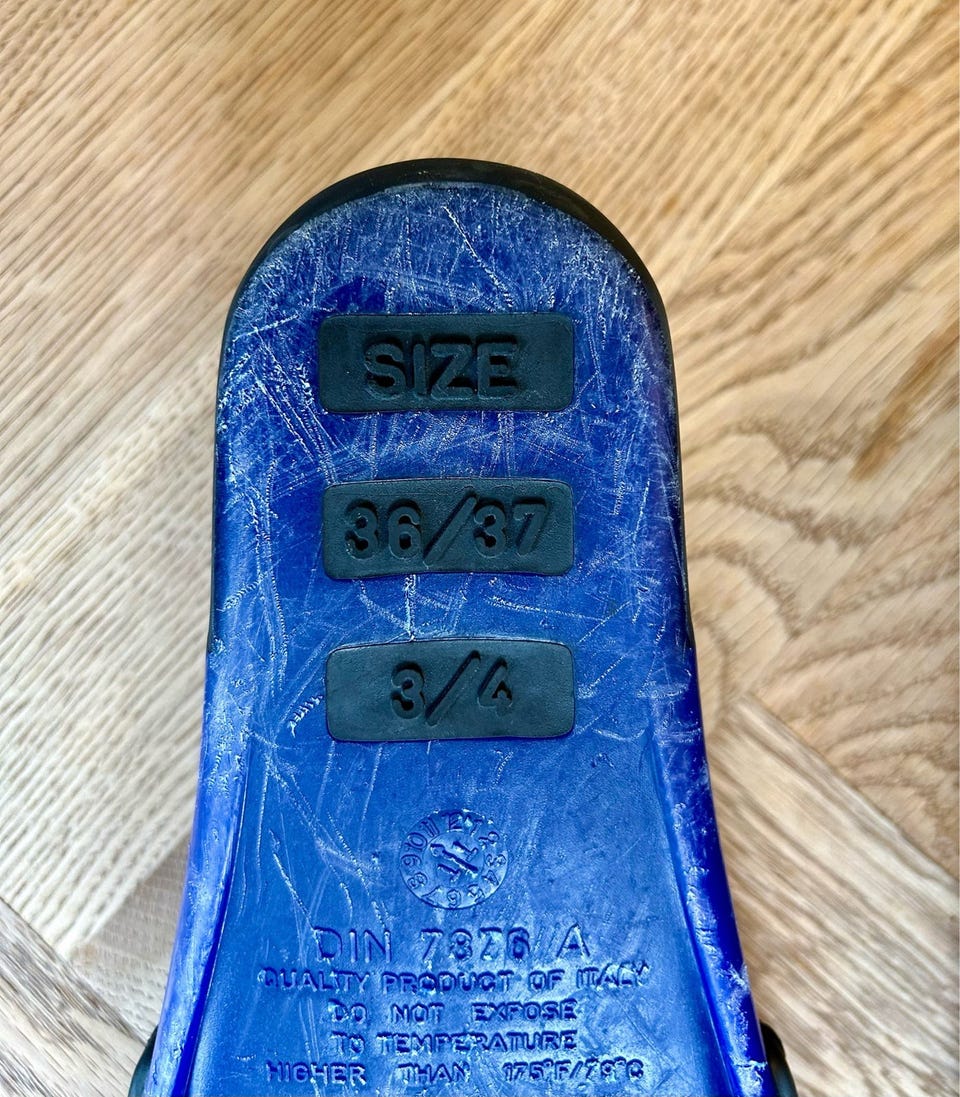 SIZE
36/37
3/4
DIN 7876/A
QUALITY PRODUCT OF ITALY
DO NOT EXPOSE
TO TEMPERATURE
HIGHER THAN 175°F/79°C